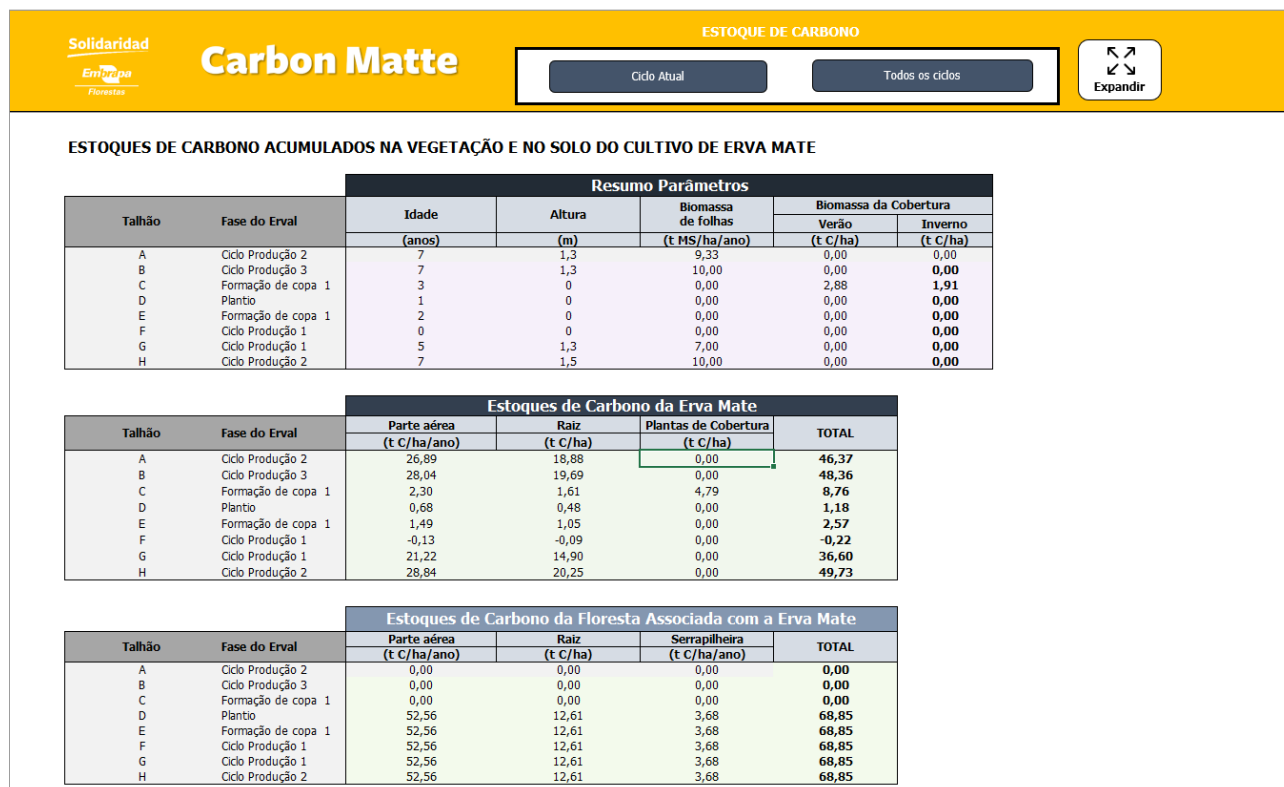 ESTOQUE DE CARBONO
Solidaridad
Embrapa
Florestas
Carbon Matte
Ciclo Atual
Todos os ciclos
Expandir
ESTOQUES DE CARBONO ACUMULADOS NA VEGETAÇÃO E NO SOLO DO CULTIVO DE ERVA MATE
Resumo Parâmetros
Talhão Fase do Erval Idade Altura Biomassa de folhas Biomassa da Cobertura
Verão Inverno
(anos) (m) (t MS/ha/ano) (t C/ha) (t C/ha)
A Ciclo Produção 2 7 1,3 9,33 0,00 0,00
B Ciclo Produção 3 7 1,3 10,00 0,00 0,00
C Formação de copa 1 3 0 0,00 2,88 1,91
D Plantio 1 0 0,00 0,00 0,00
E Formação de copa 1 2 0 0,00 0,00 0,00
F Ciclo Produção 1 0 0 0,00 0,00 0,00
G Ciclo Produção 1 5 1,3 7,00 0,00 0,00
H Ciclo Produção 2 7 1,5 10,00 0,00 0,00
Estoques de Carbono da Erva Mate
Talhão Fase do Erval Parte aérea Raiz Plantas de Cobertura TOTAL
(t C/ha/ano) (t C/ha) (t C/ha)
A Ciclo Produção 2 26,89 18,88 0,00 46,37
B Ciclo Produção 3 28,04 19,69 0,00 48,36
C Formação de copa 1 2,30 1,61 4,79 8,76
D Plantio 0,68 0,48 0,00 1,18
E Formação de copa 1 1,49 1,05 0,00 2,57
F Ciclo Produção 1 -0,13 -0,09 0,00 -0,22
G Ciclo Produção 1 21,22 14,90 0,00 36,60
H Ciclo Produção 2 28,84 20,25 0,00 49,73
Estoques de Carbono da Floresta Associada com a Erva Mate
Talhão Fase do Erval Parte aérea Raiz Serrapilheira TOTAL
(t C/ha/ano) (t C/ha) (t C/ha/ano)
A Ciclo Produção 2 0,00 0,00 0,00 0,00
B Ciclo Produção 3 0,00 0,00 0,00 0,00
C Formação de copa 1 0,00 0,00 0,00 0,00
D Plantio 52,56 12,61 3,68 68,85
E Formação de copa 1 52,56 12,61 3,68 68,85
F Ciclo Produção 1 52,56 12,61 3,68 68,85
G Ciclo Produção 1 52,56 12,61 3,68 68,85
H Ciclo Produção 2 52,56 12,61 3,68 68,85